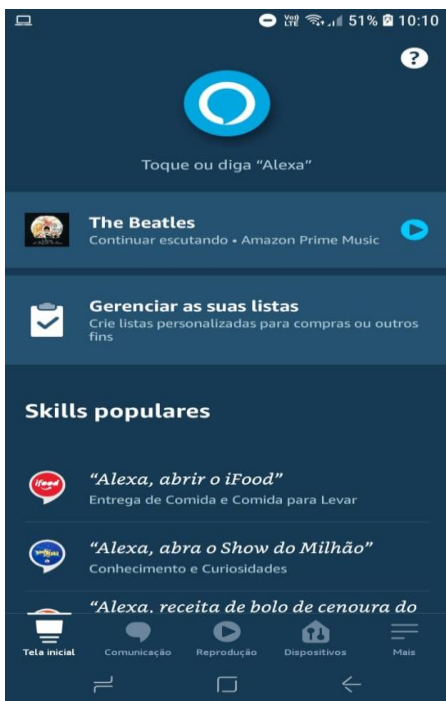 51% 10:10
?
Toque ou diga “Alexa”
The Beatles
Continuar escutando • Amazon Prime Music
Gerenciar as suas listas
Crie listas personalizadas para compras ou outros
fins
Skills populares
ifood
“Alexa, abrir o iFood”
Entrega de Comida e Comida para Levar
“Alexa, abra o Show do Milhão”
Conhecimento e Curiosidades
“Alexa, receita de bolo de cenoura do
Tela inicial Comunicação Reprodução Dispositivos Mais